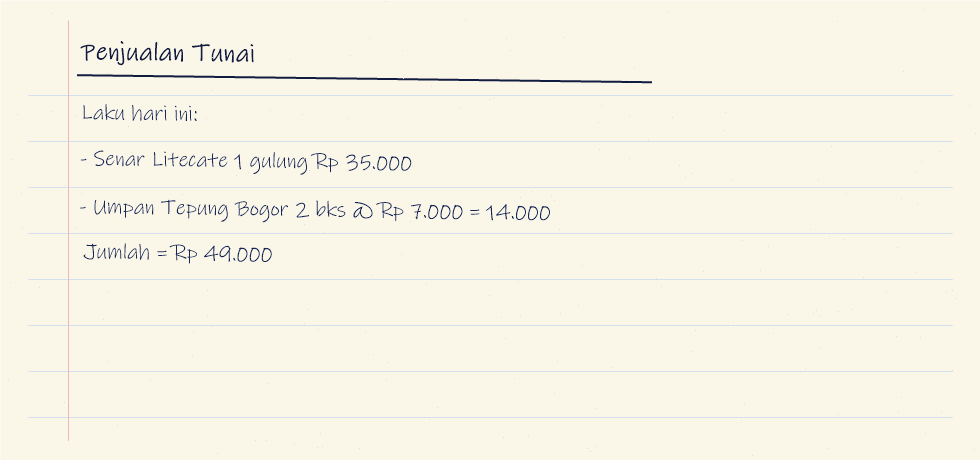 Penjualan Tunai
Laku hari ini:
- Senar Litecate 1 gulung Rp 35.000
- Umpan Tepung Bogor 2 bks @ Rp 7.000 = 14.000
Jumlah = Rp 49.000